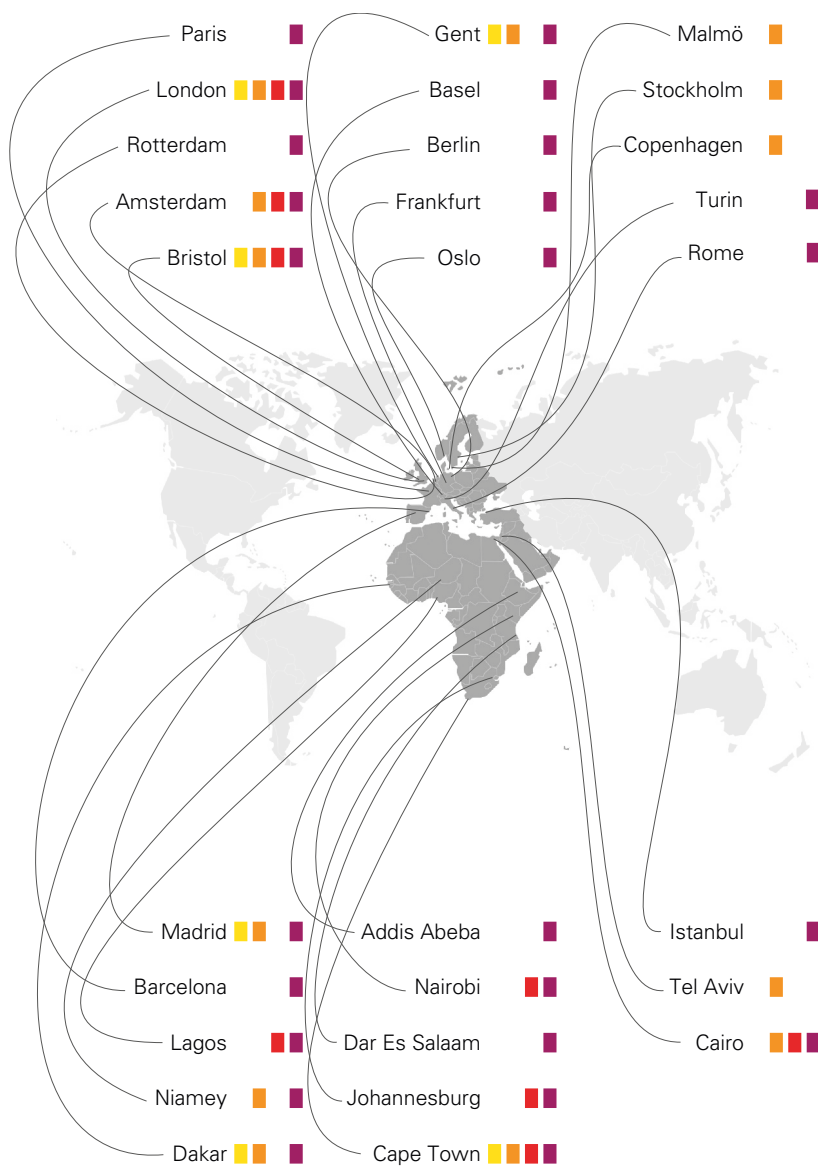 Paris
London
Rotterdam
Amsterdam
Bristol
Gent
Basel
Berlin
Frankfurt
Oslo
Malmö
Stockholm
Copenhagen
Turin
Rome
Madrid
Barcelona
Lagos
Niamey
Dakar
Addis Abeba
Nairobi
Dar Es Salaam
Johannesburg
Cape Town
Istanbul
Tel Aviv
Cairo